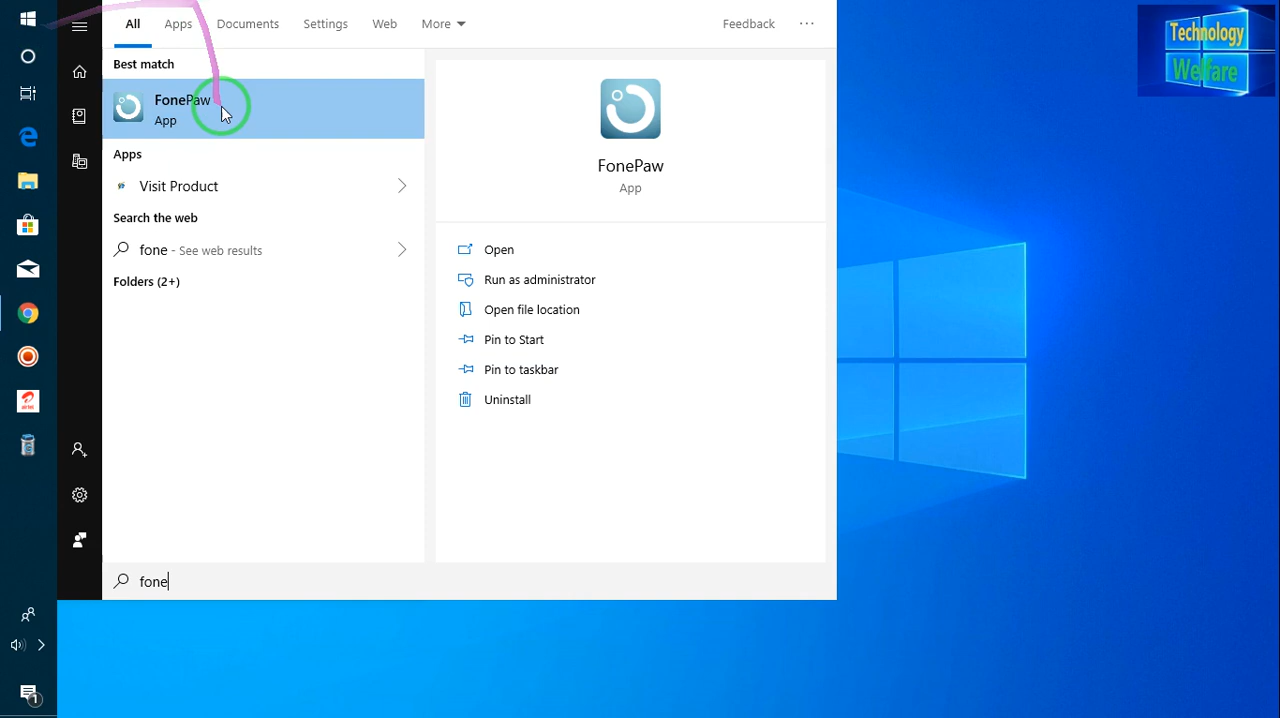 All Apps Documents Settings Web More Feedback ...
Technology
Welfare
Best match
FonePaw
App
Apps
Visit Product
Search the web
fone - See web results
Folders (2+)
FonePaw
App
Open
Run as administrator
Open file location
Pin to Start
Pin to taskbar
Uninstall
fone
airtel
1